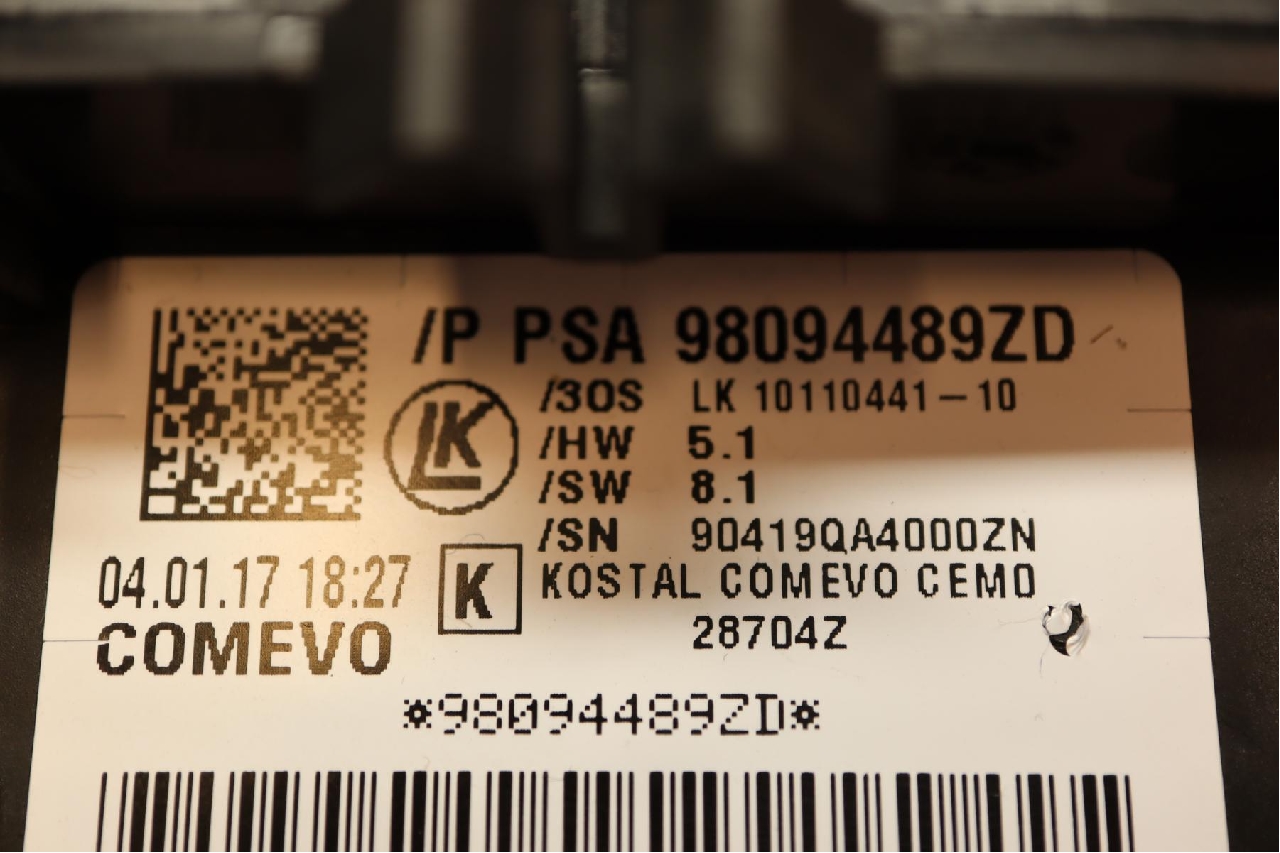 /P PSA 98094489ZD
/3OS LK 10110441-10
LK
/HW 5.1
/SW 8.1
/SN 90419QA4000ZN
04.01.17 18:27
K
KOSTAL COMEVO CEMO
28704Z
COMEVO
*98094489ZD*